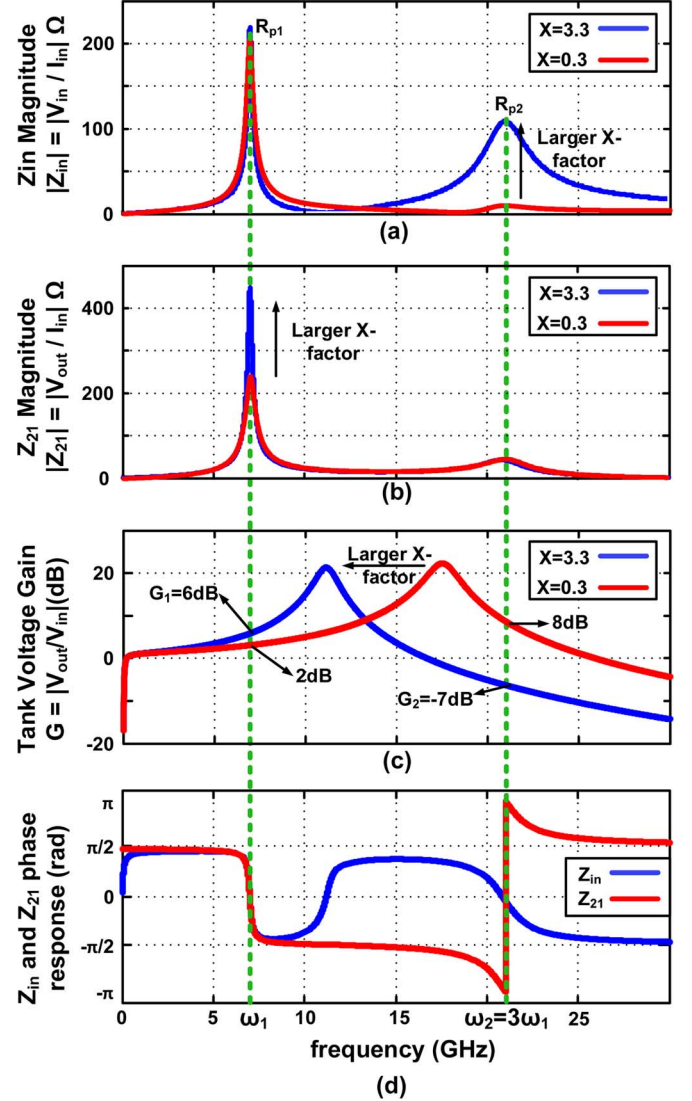 Zin Magnitude
|Zin| = |Vin / Iin| Ω
200
100
0
Rp1
Rp2
X=3.3
X=0.3
Larger X-
factor
(a)
Z21 Magnitude
|Z21| = |Vout / Iin| Ω
400
200
0
X=3.3
X=0.3
Larger X-
factor
(b)
Tank Voltage Gain
G = |Vout/Vin|(dB)
20
0
-20
G1=6dB
2dB
Larger X-
factor
X=3.3
X=0.3
8dB
G2=-7dB
(c)
Zin and Z21 phase
response (rad)
π
π/2
0
-π/2
-π
Zin
Z21
0 5 ω1 10 15 ω2=3ω1 25
frequency (GHz)
(d)